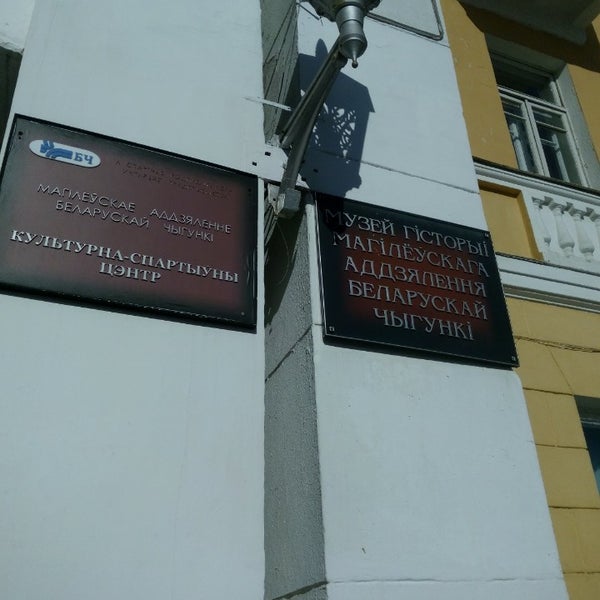 БЧ
МАГІЛЁЎСКАЕ АДДЗЯЛЕННЕ
БЕЛАРУСКАЙ ЧЫГУНКІ
КУЛЬТУРНА-СПАРТЫЎНЫ
ЦЭНТР
МУЗЕЙ ГІСТОРЫІ
МАГІЛЁЎСКАГА
АДДЗЯЛЕННЯ
БЕЛАРУСКАЙ
ЧЫГУНКІ